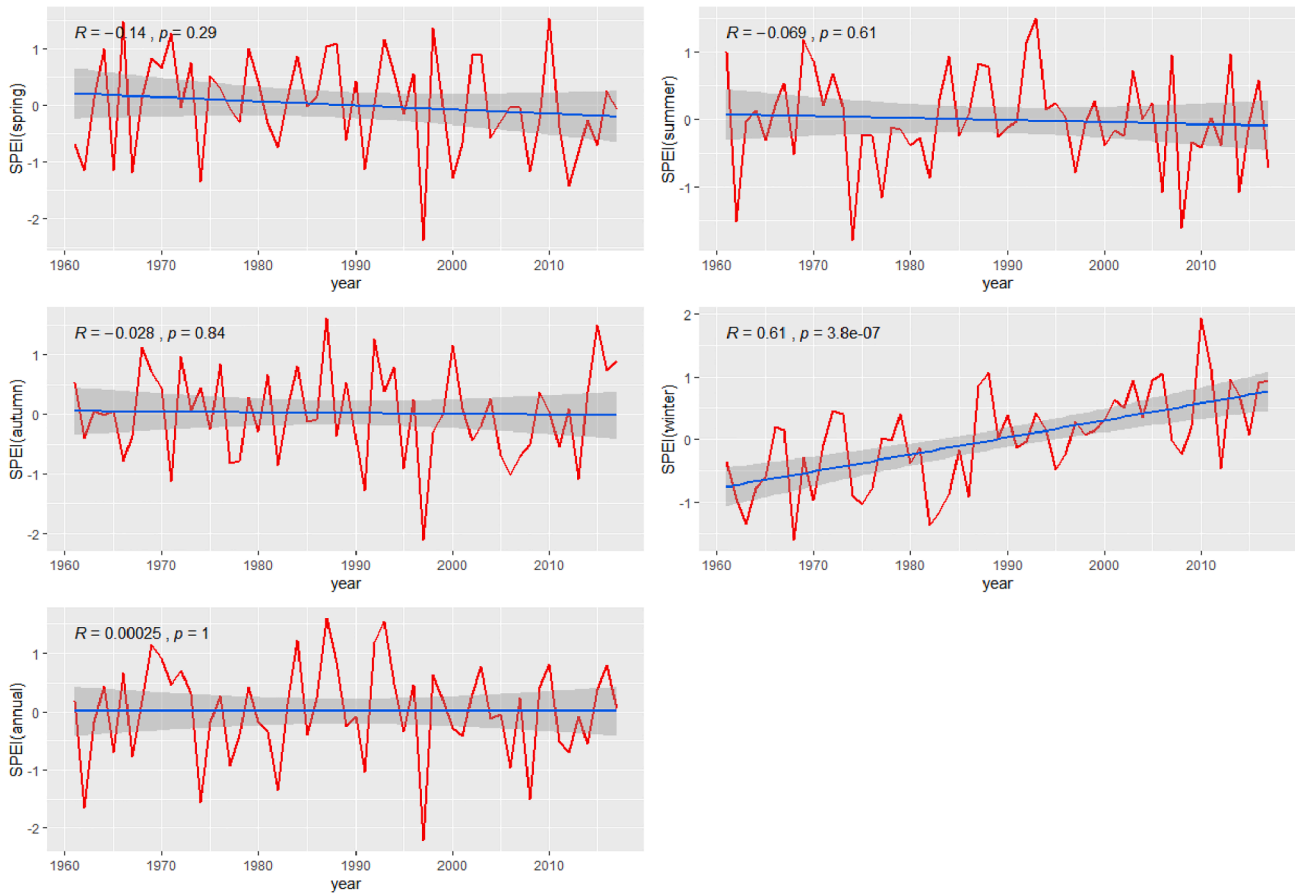 R = −0.14 , p = 0.29
1
0
-1
-2
SPEI(spring)
1960 1970 1980 1990 2000 2010
year
R = −0.069 , p = 0.61
1
0
-1
SPEI(summer)
1960 1970 1980 1990 2000 2010
year
R = −0.028 , p = 0.84
1
0
-1
-2
SPEI(autumn)
1960 1970 1980 1990 2000 2010
year
R = 0.61 , p = 3.8e-07
2
1
0
-1
SPEI(winter)
1960 1970 1980 1990 2000 2010
year
R = 0.00025 , p = 1
1
0
-1
-2
SPEI(annual)
1960 1970 1980 1990 2000 2010
year